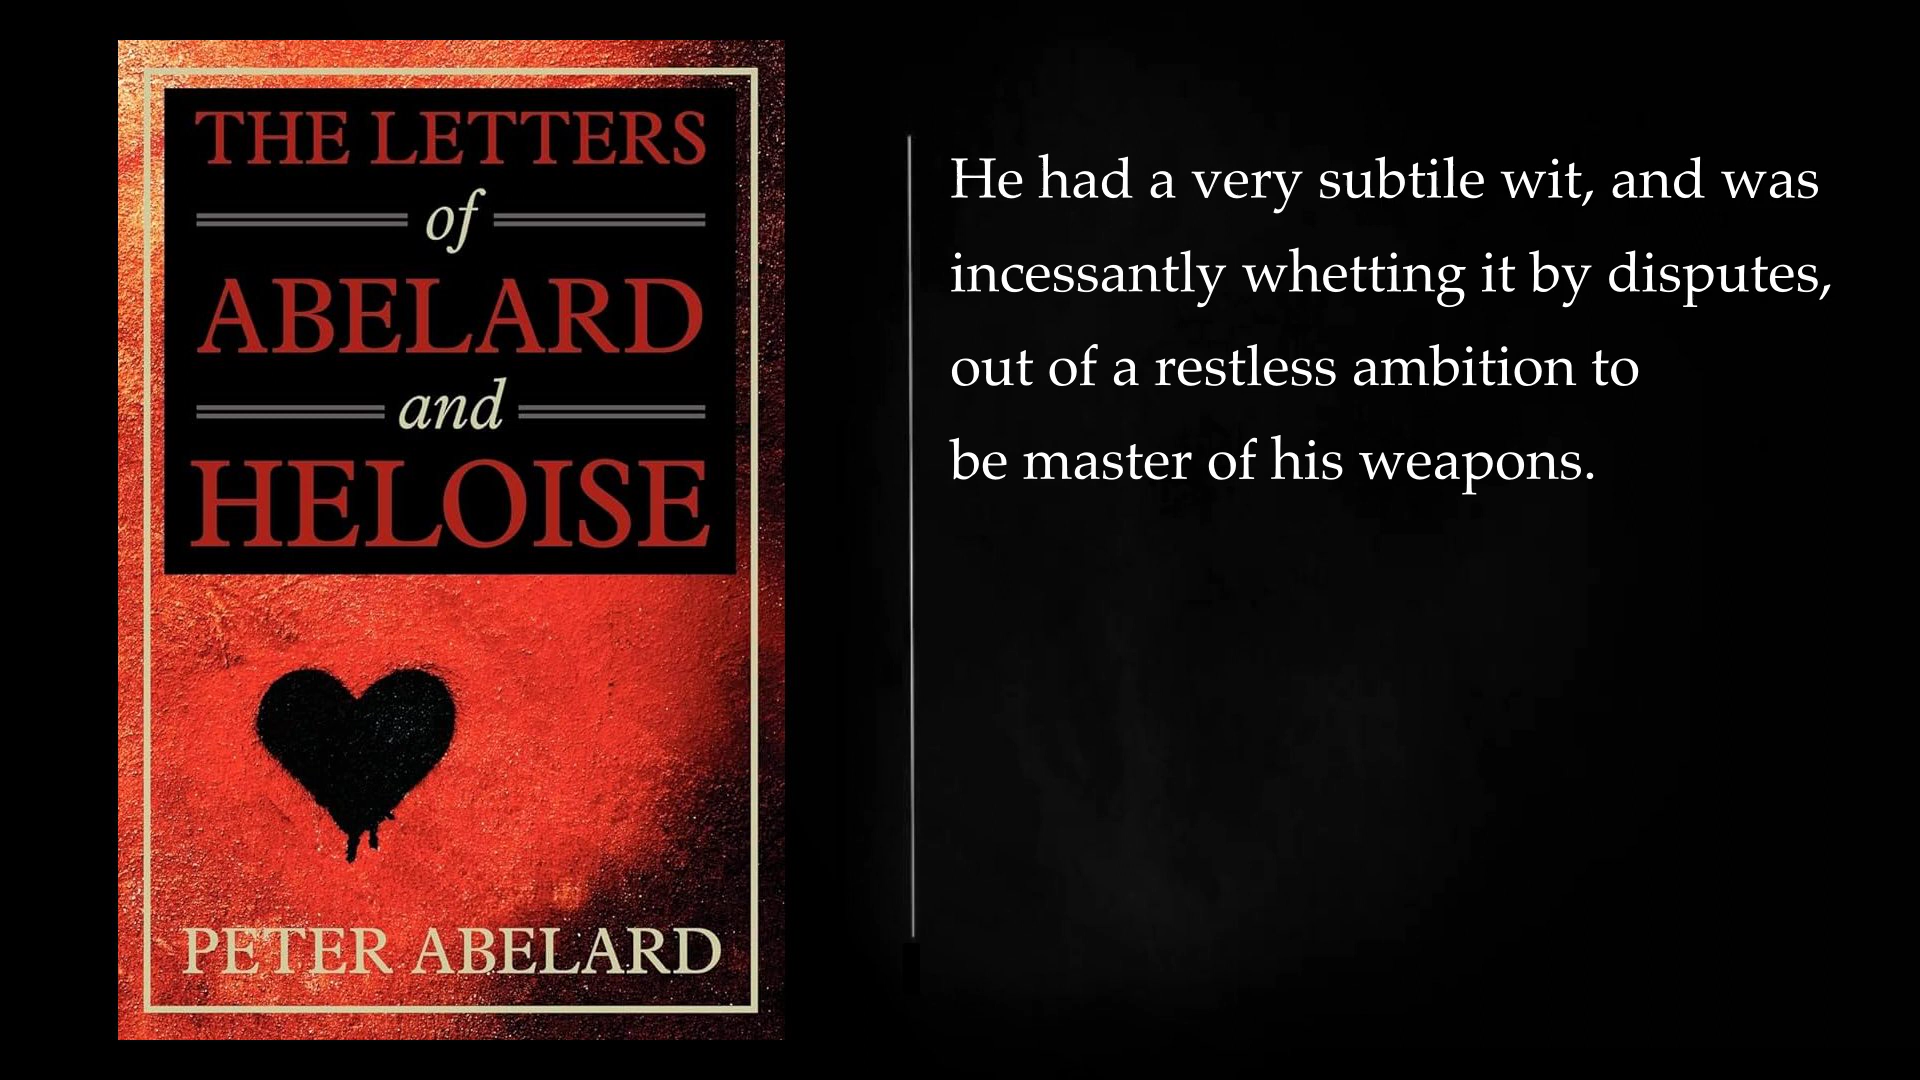 THE LETTERS
of
ABELARD
and
HELOISE
PETER ABELARD
He had a very subtile wit, and was
incessantly whetting it by disputes,
out of a restless ambition to
be master of his weapons.